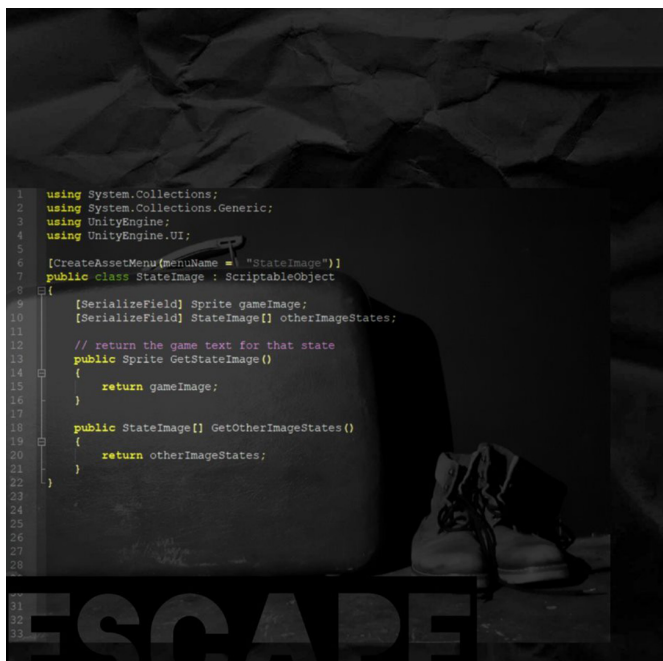 1 using System.Collections;
2 using System.Collections.Generic;
3 using UnityEngine;
4 using UnityEngine.UI;
5
6 [CreateAssetMenu(menuName = "StateImage")]
7 public class StateImage : ScriptableObject
8 {
9 [SerializeField] Sprite gameImage;
10 [SerializeField] StateImage[] otherImageStates;
11
12 // return the game text for that state
13 public Sprite GetStateImage()
14 {
15 return gameImage;
16 }
17
18 public StateImage[] GetOtherImageStates()
19 {
20 return otherImageStates;
21 }
22 }
23
24
25
26
27
28
31
32
33
ESCAPE